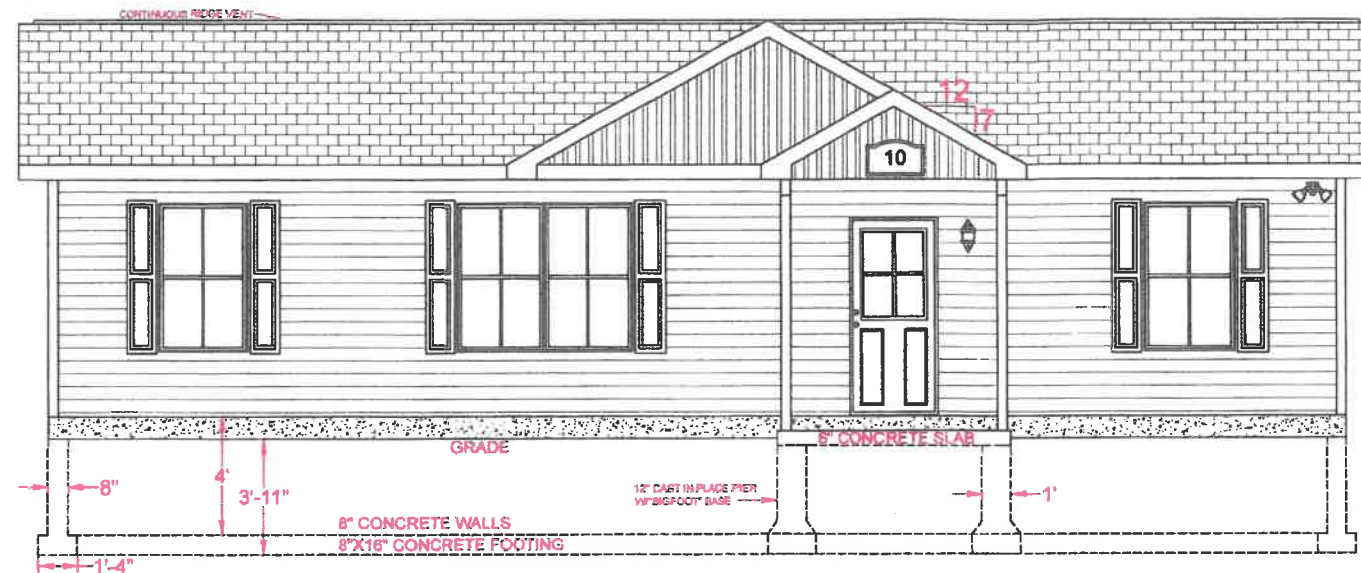 CONTINUOUS RIDGE VENT
12
7
10
GRADE
6" CONCRETE SLAB
4'
8"
3'-11"
12" CAST IN PLACE PIER
W/"BIGFOOT" BASE
1'
8" CONCRETE WALLS
8"X16" CONCRETE FOOTING
1'-4"